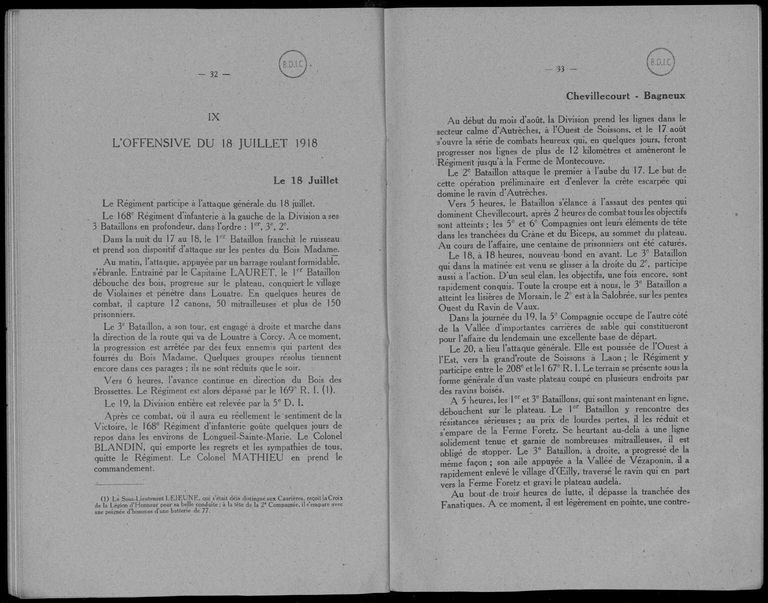 B.D.I.C
— 32 —
IX
L'OFFENSIVE DU 18 JUILLET 1918
Le 18 Juillet
Le Régiment participe à l'attaque générale du 18 juillet.
Le 168e Régiment d'infanterie à la gauche de la Division a ses
3 Bataillons en profondeur, dans l'ordre : 1er, 3e, 2e.
Dans la nuit du 17 au 18, le 1er Bataillon franchit le ruisseau
et prend son dispositif d'attaque sur les pentes du Bois Madame.
Au matin, l'attaque, appuyée par un barrage roulant formidable,
s'ébranle. Entraîné par le Capitaine LAURET, le 1er Bataillon
débouche des bois, progresse sur le plateau, conquiert le village
de Violaines et pénètre dans Louatre. En quelques heures de
combat, il capture 12 canons, 50 mitrailleuses et plus de 150
prisonniers.
Le 3e Bataillon, à son tour, est engagé à droite et marche dans
la direction de la route qui va de Louatre à Corcy. A ce moment,
la progression est arrêtée par des feux ennemis qui partent des
fourrés du Bois Madame. Quelques groupes résolus tiennent
encore dans ces parages ; ils ne sont réduits que le soir.
Vers 6 heures, l'avance continue en direction du Bois des
Brossettes. Le Régiment est alors dépassé par le 169e R. I. (1).
Le 19, la Division entière est relevée par la 5e D. I.
Après ce combat, où il aura eu réellement le sentiment de la
Victoire, le 168e Régiment d'infanterie goûte quelques jours de
repos dans les environs de Longueil-Sainte-Marie. Le Colonel
BLANDIN, qui emporte les regrets et les sympathies de tous,
quitte le Régiment. Le Colonel MATHIEU en prend le
commandement.
(1) Le Sous-Lieutenant LEJEUNE, qui s'était déjà distingué aux Caurières, reçoit la Croix
de la Légion d'Honneur pour sa belle conduite ; à la tête de la 2e Compagnie, il s'empare avec
une poignée d'hommes d'une batterie de 77.
B.D.I.C
— 33 —
Chevillecourt - Bagneux
Au début du mois d'août, la Division prend les lignes dans le
secteur calme d'Autrèches, à l'Ouest de Soissons, et le 17 août
s'ouvre la série de combats heureux qui, en quelques jours, feront
progresser nos lignes de plus de 12 kilomètres et amèneront le
Régiment jusqu'à la Ferme de Montecouve.
Le 2e Bataillon attaque le premier à l'aube du 17. Le but de
cette opération préliminaire est d'enlever la crête escarpée qui
domine le ravin d'Autrèches.
Vers 5 heures, le Bataillon s'élance à l'assaut des pentes qui
dominent Chevillecourt, après 2 heures de combat tous les objectifs
sont atteints ; les 5e et 6e Compagnies ont leurs éléments de tête
dans les tranchées du Crâne et du Biceps, au sommet du plateau.
Au cours de l'affaire, une centaine de prisonniers ont été caturés.
Le 18, à 18 heures, nouveau bond en avant. Le 3e Bataillon
qui dans la matinée est venu se glisser à la droite du 2e, participe
aussi à l'action. D'un seul élan, les objectifs, une fois encore, sont
rapidement conquis. Toute la croupe est à nous, le 3e Bataillon a
atteint les lisières de Morsain, le 2e est à la Salobrée, sur les pentes
Ouest du Ravin de Vaux.
Dans la journée du 19, la 5e Compagnie occupe de l'autre côté
de la Vallée d'importantes carrières de sable qui constitueront
pour l'affaire du lendemain une excellente base de départ.
Le 20, a lieu l'attaque générale. Elle est poussée de l'Ouest à
l'Est, vers la grand'route de Soissons à Laon ; le Régiment y
participe entre le 208e et le 167e R. I. Le terrain se présente sous la
forme générale d'un vaste plateau coupé en plusieurs endroits par
des ravins boisés.
A 5 heures, les 1er et 3e Bataillons, qui sont maintenant en ligne,
débouchent sur le plateau. Le 1er Bataillon y rencontre des
résistances sérieuses ; au prix de lourdes pertes, il les réduit et
s'empare de la Ferme Foretz. Se heurtant au-delà à une ligne
solidement tenue et garnie de nombreuses mitrailleuses, il est
obligé de stopper. Le 3e Bataillon, à droite, a progressé de la
même façon ; son aile appuyée à la Vallée de Vézaponin, il a
rapidement enlevé le village d'Œilly, traversé le ravin qui en part
vers la Ferme Foretz et gravi le plateau audelà.
Au bout de trois heures de lutte, il dépasse la tranchée des
Fanatiques. A ce moment, il est légèrement en pointe, une contre-